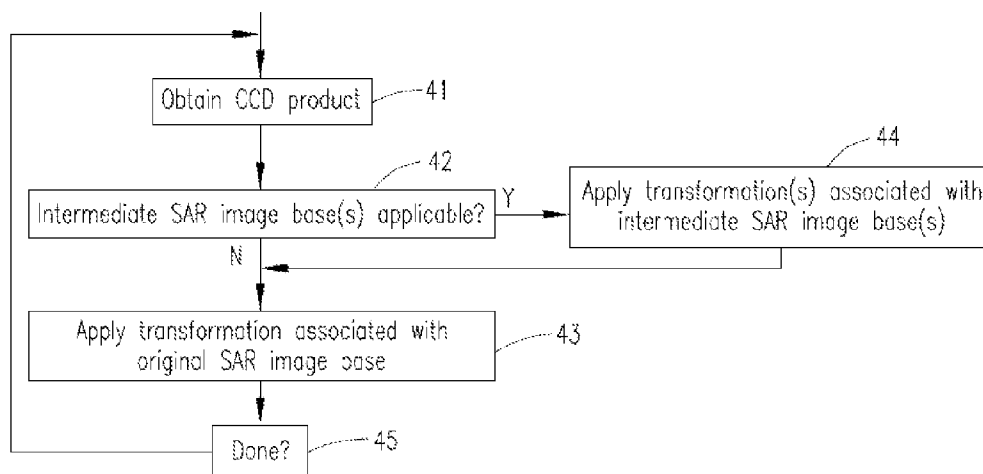 Obtain CCD product
41
42
Intermediate SAR image base(s) applicable?
Y
44
Apply transformation(s) associated with
intermediate SAR image base(s)
N
Apply transformation associated with
original SAR image base
43
Done?
45